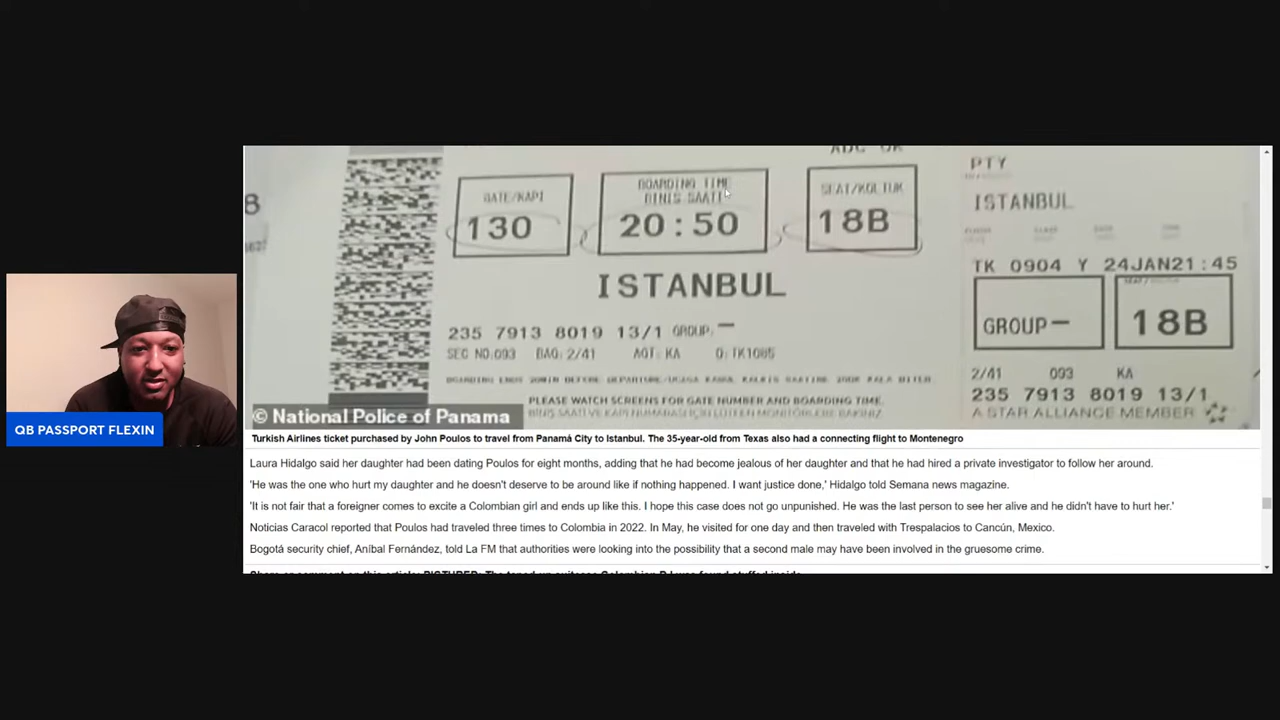 PTY
GATE/KAPI
130
BOARDING TIME
BINIS SAATI
20:50
SEAT/KOLTUK
18B
ISTANBUL
TK 0904 Y 24JAN21:45
ISTANBUL
GROUP—
18B
235 7913 8019 13/1 GROUP: —
SEC NO:093 BAG: 2/41 AGT: KA O:TK1085
2/41 093 KA
235 7913 8019 13/1
A STAR ALLIANCE MEMBER
PLEASE WATCH SCREENS FOR GATE NUMBER AND BOARDING TIME.
© National Police of Panama
QB PASSPORT FLEXIN
Turkish Airlines ticket purchased by John Poulos to travel from Panamá City to Istanbul. The 35-year-old from Texas also had a connecting flight to Montenegro
Laura Hidalgo said her daughter had been dating Poulos for eight months, adding that he had become jealous of her daughter and that he had hired a private investigator to follow her around.
'He was the one who hurt my daughter and he doesn't deserve to be around like if nothing happened. I want justice done,' Hidalgo told Semana news magazine.
'It is not fair that a foreigner comes to excite a Colombian girl and ends up like this. I hope this case does not go unpunished. He was the last person to see her alive and he didn't have to hurt her.'
Noticias Caracol reported that Poulos had traveled three times to Colombia in 2022. In May, he visited for one day and then traveled with Trespalacios to Cancún, Mexico.
Bogotá security chief, Aníbal Fernández, told La FM that authorities were looking into the possibility that a second male may have been involved in the gruesome crime.